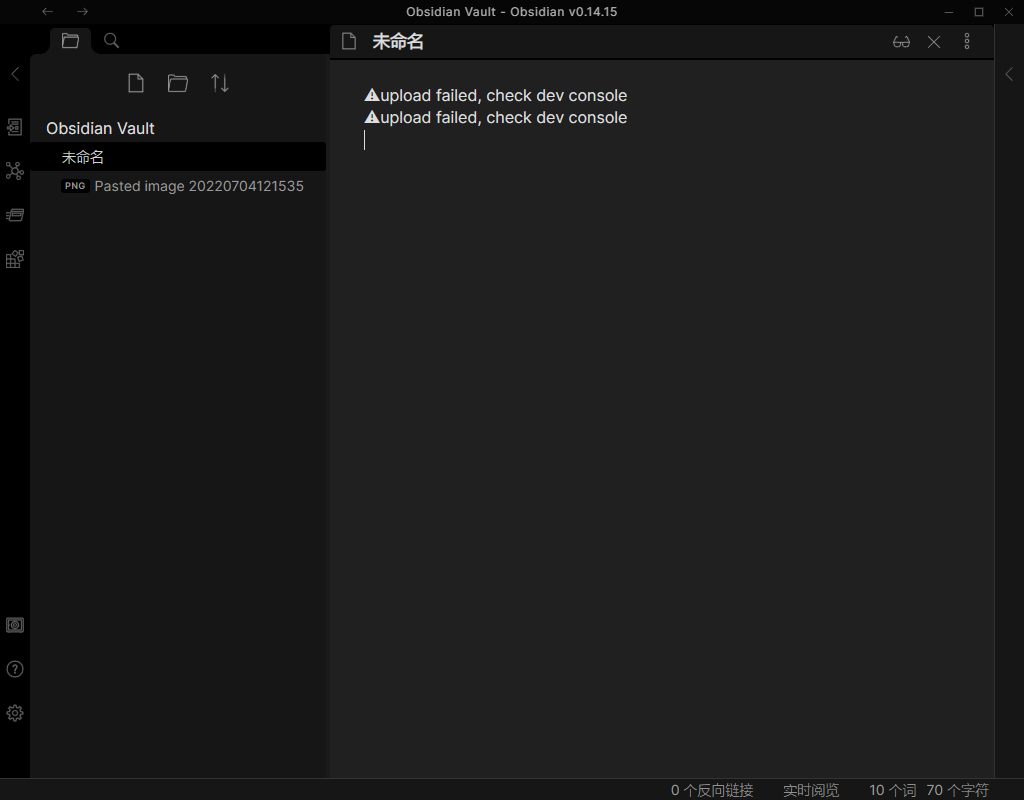 Obsidian Vault - Obsidian v0.14.15
未命名
Obsidian Vault
未命名
PNG Pasted image 20220704121535
⚠upload failed, check dev console
⚠upload failed, check dev console
0 个反向链接 实时阅览 10 个词 70 个字符